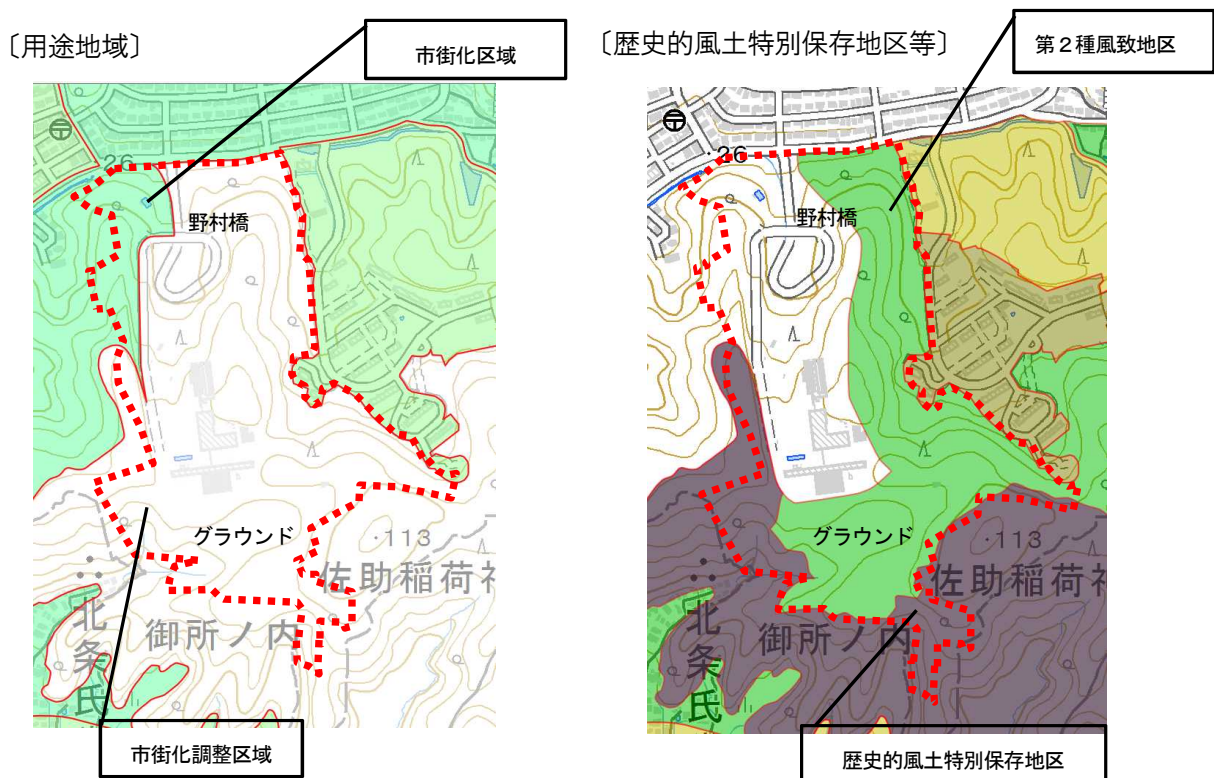 〔用途地域〕
市街化区域
26
野村橋
グラウンド
・113
佐助稲荷
御所ノ内
北条氏
市街化調整区域
〔歴史的風土特別保存地区等〕
第2種風致地区
・26
野村橋
グラウンド
・113
佐助稲荷
御所ノ内
北条氏
歴史的風土特別保存地区